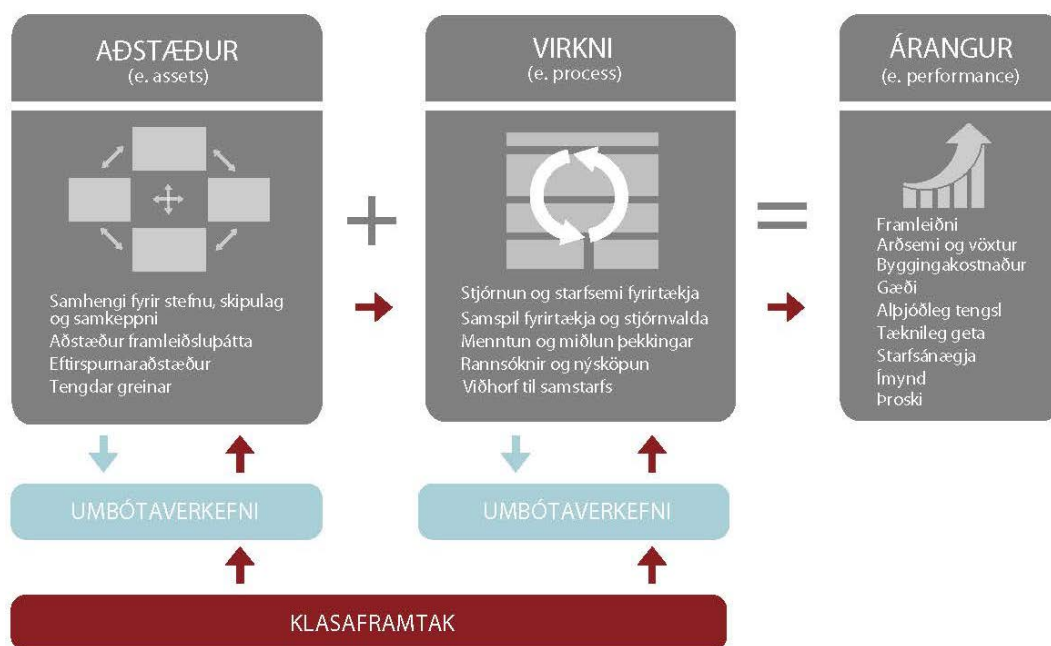 AÐSTÆÐUR
(e. assets)
Samhengi fyrir stefnu, skipulag
og samkeppni
Aðstæður framleiðsluþátta
Eftirspurnaraðstæður
Tengdar greinar
VIRKNI
(e. process)
Stjórnun og starfsemi fyrirtækja
Samspil fyrirtækja og stjórnvalda
Menntun og miðlun þekkingar
Rannsóknir og nýsköpun
Viðhorf til samstarfs
ÁRANGUR
(e. performance)
Framleiðni
Arðsemi og vöxtur
Byggingakostnaður
Gæði
Alþjóðleg tengsl
Tæknileg geta
Starfsánægja
Ímynd
Þroski
UMBÓTAVERKEFNI
UMBÓTAVERKEFNI
KLASAFRAMTAK